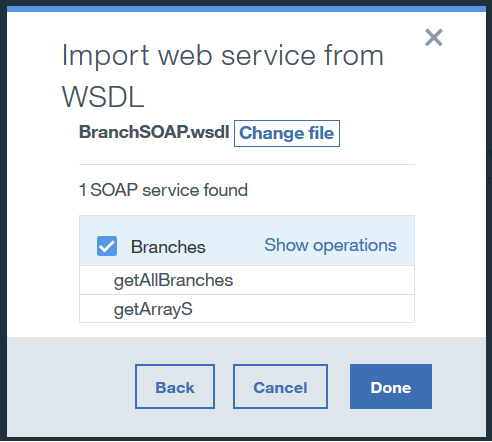 Import web service from
WSDL
BranchSOAP.wsdl Change file
1 SOAP service found
Branches Show operations
getAllBranches
getArrayS
Back Cancel Done